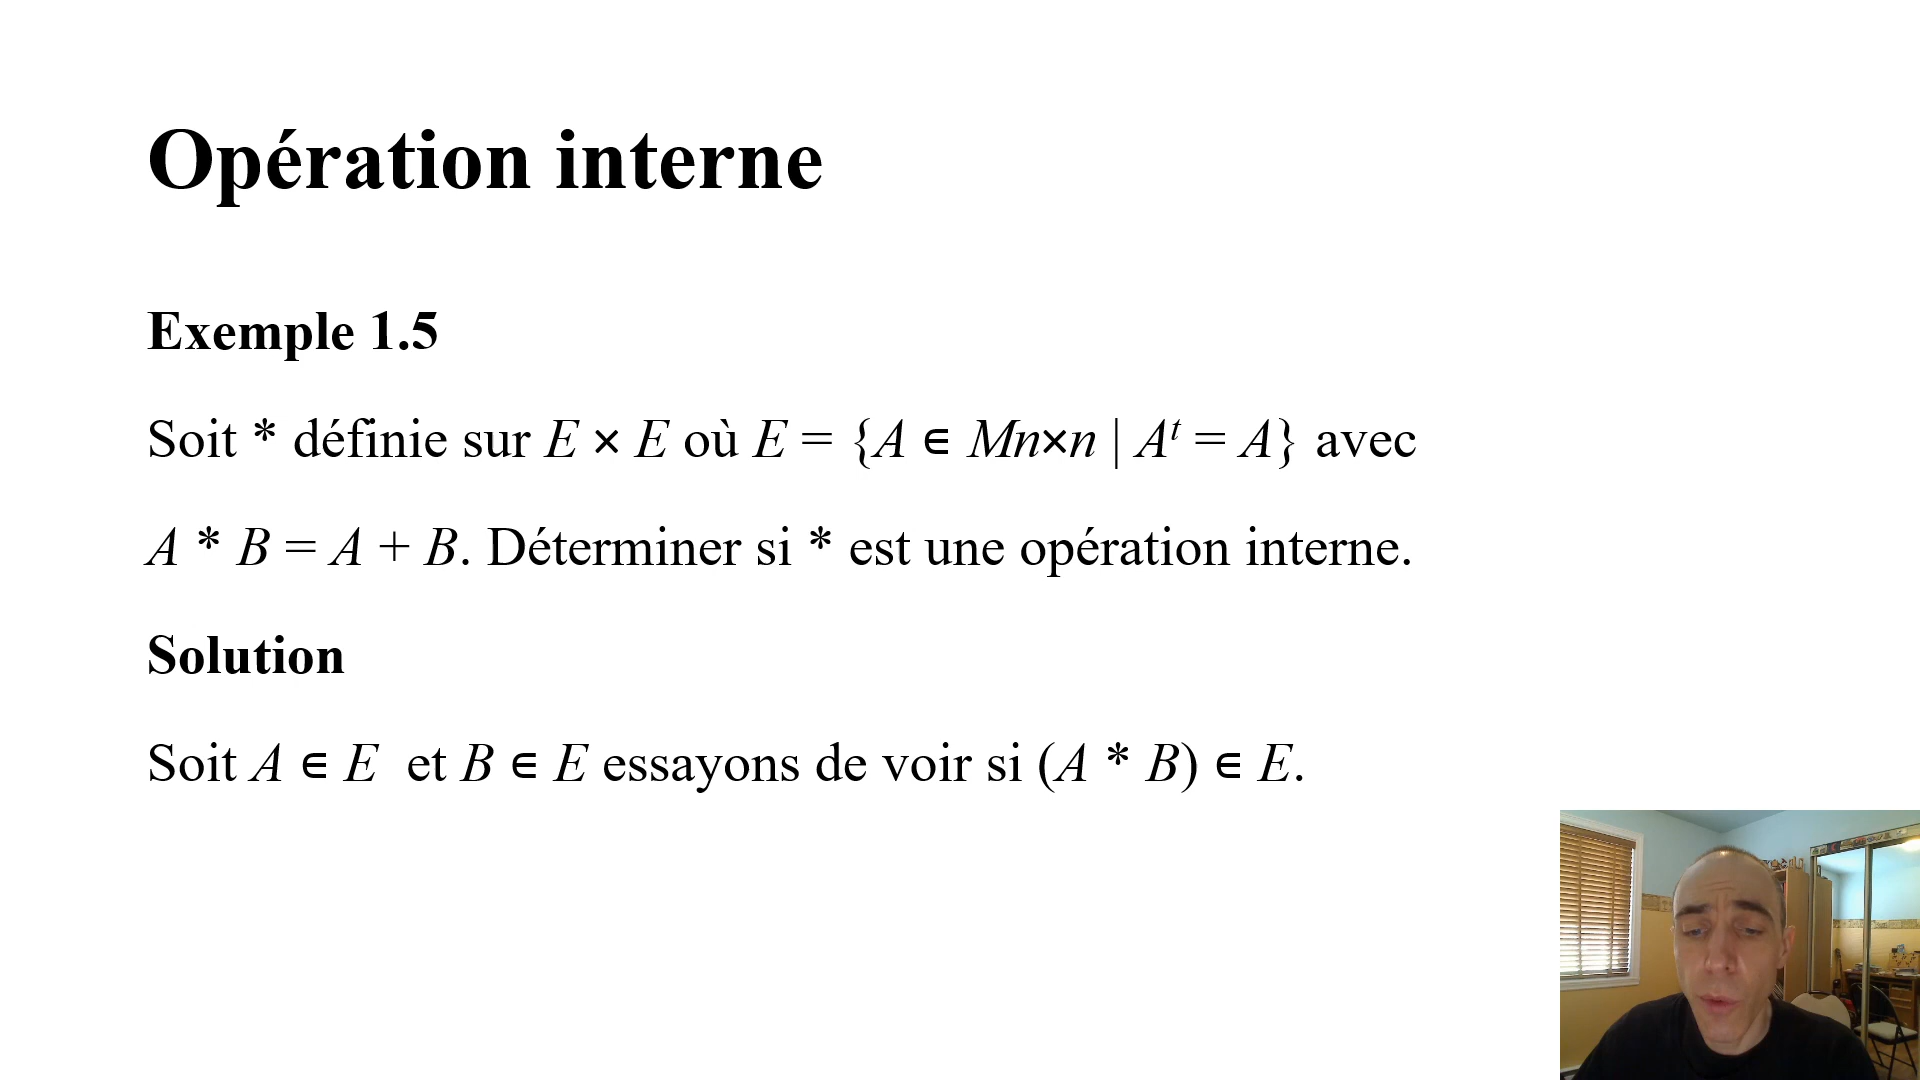 Opération interne
Exemple 1.5
Soit * définie sur E × E où E = {A ∈ Mn×n | Aᵗ = A} avec
A * B = A + B. Déterminer si * est une opération interne.
Solution
Soit A ∈ E et B ∈ E essayons de voir si (A * B) ∈ E.